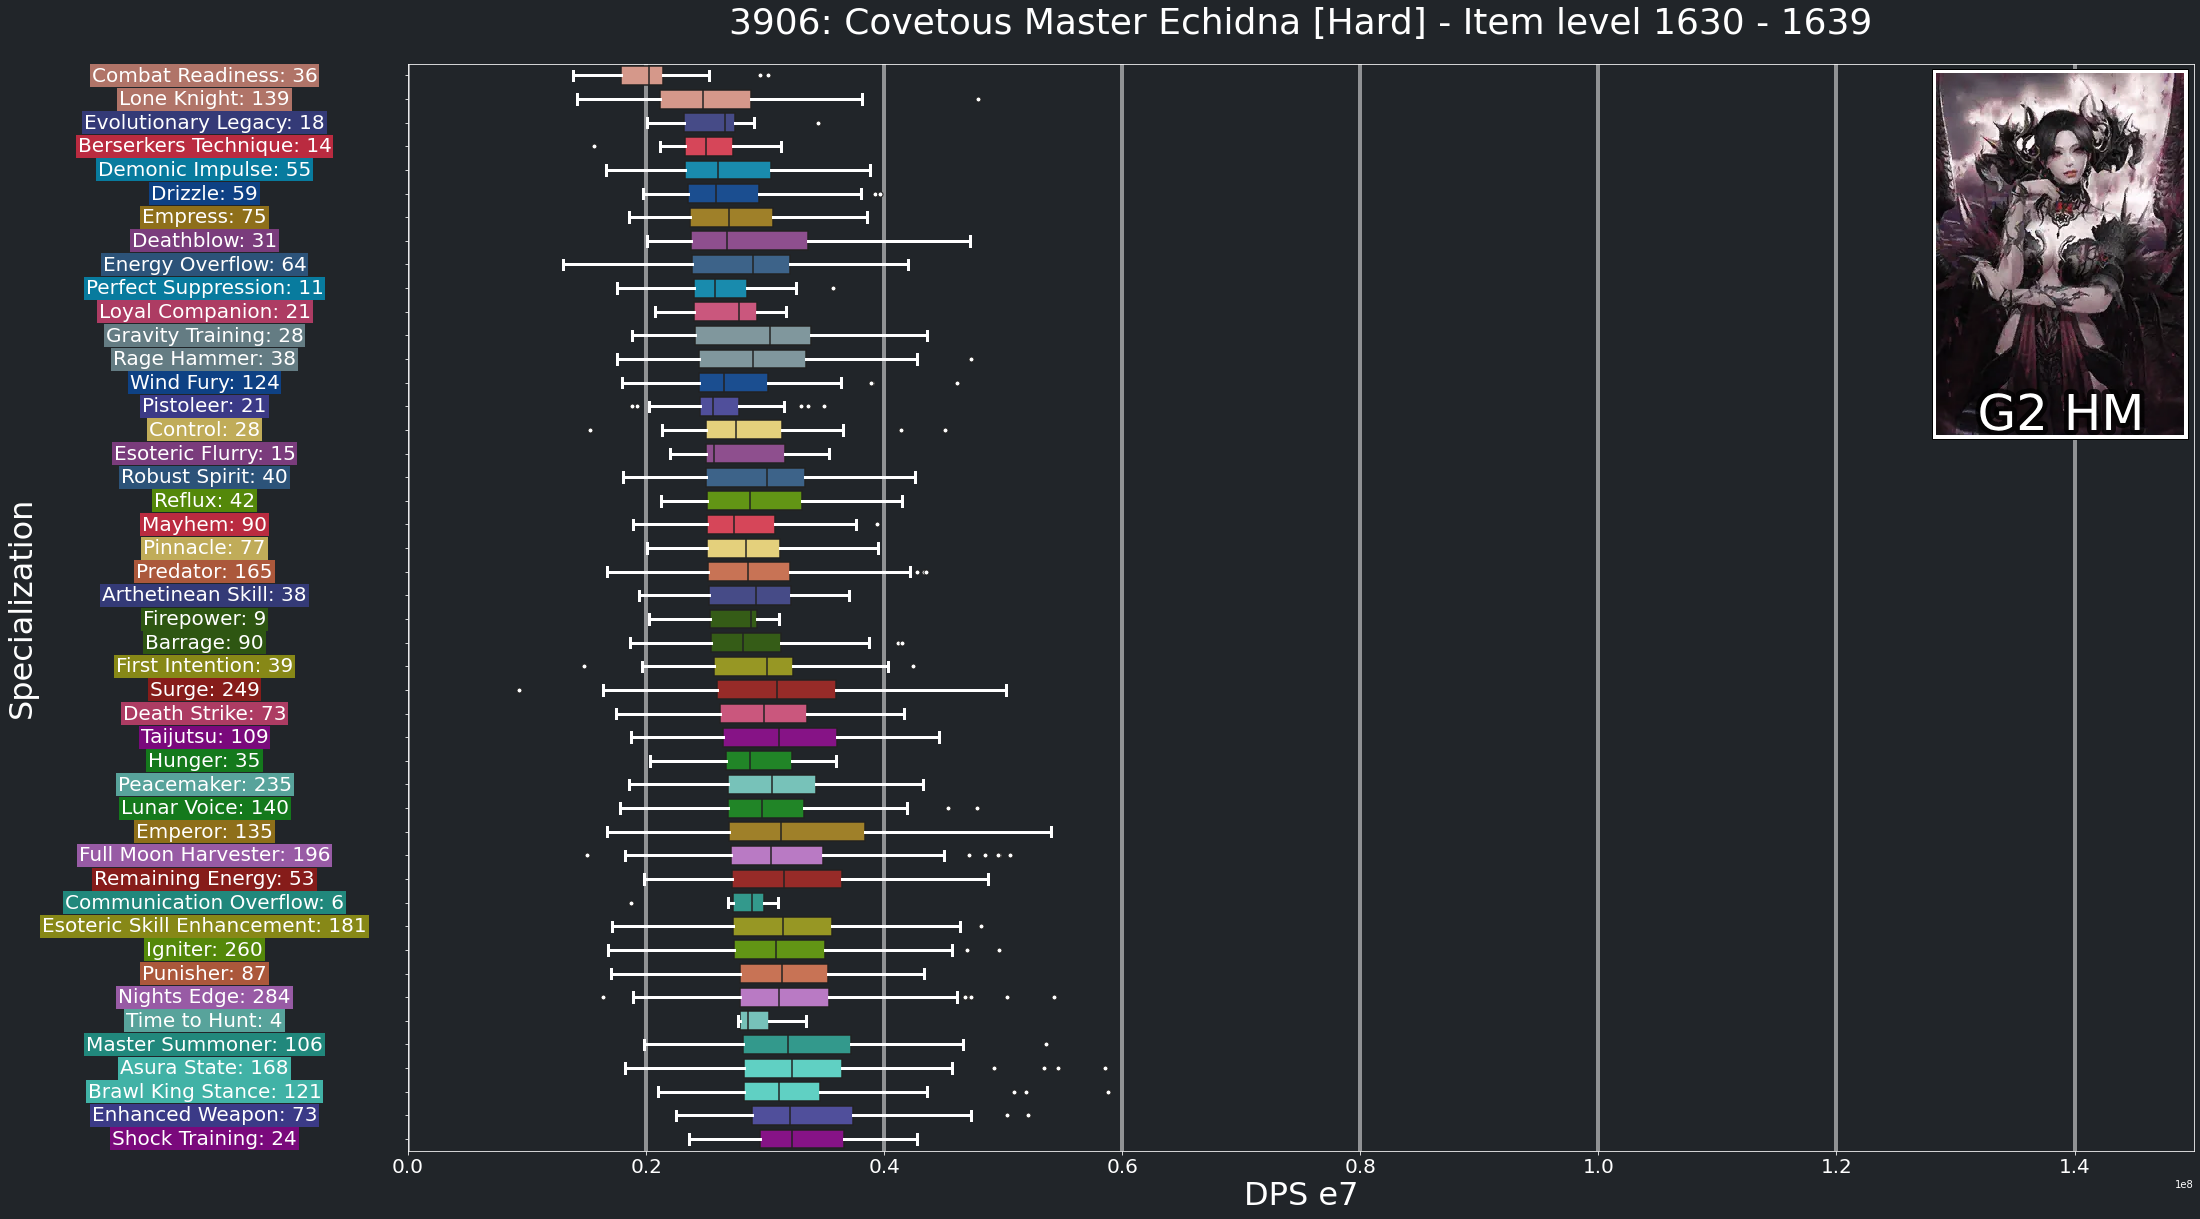 3906: Covetous Master Echidna [Hard] - Item level 1630 - 1639
Combat Readiness: 36
Lone Knight: 139
Evolutionary Legacy: 18
Berserkers Technique: 14
Demonic Impulse: 55
Drizzle: 59
Empress: 75
Deathblow: 31
Energy Overflow: 64
Perfect Suppression: 11
Loyal Companion: 21
Gravity Training: 28
Rage Hammer: 38
Wind Fury: 124
Pistoleer: 21
Control: 28
Esoteric Flurry: 15
Robust Spirit: 40
Reflux: 42
Mayhem: 90
Pinnacle: 77
Predator: 165
Arthetinean Skill: 38
Firepower: 9
Barrage: 90
First Intention: 39
Surge: 249
Death Strike: 73
Taijutsu: 109
Hunger: 35
Peacemaker: 235
Lunar Voice: 140
Emperor: 135
Full Moon Harvester: 196
Remaining Energy: 53
Communication Overflow: 6
Esoteric Skill Enhancement: 181
Igniter: 260
Punisher: 87
Nights Edge: 284
Time to Hunt: 4
Master Summoner: 106
Asura State: 168
Brawl King Stance: 121
Enhanced Weapon: 73
Shock Training: 24
Specialization
G2 HM
0.0 0.2 0.4 0.6 0.8 1.0 1.2 1.4
1e8
DPS e7